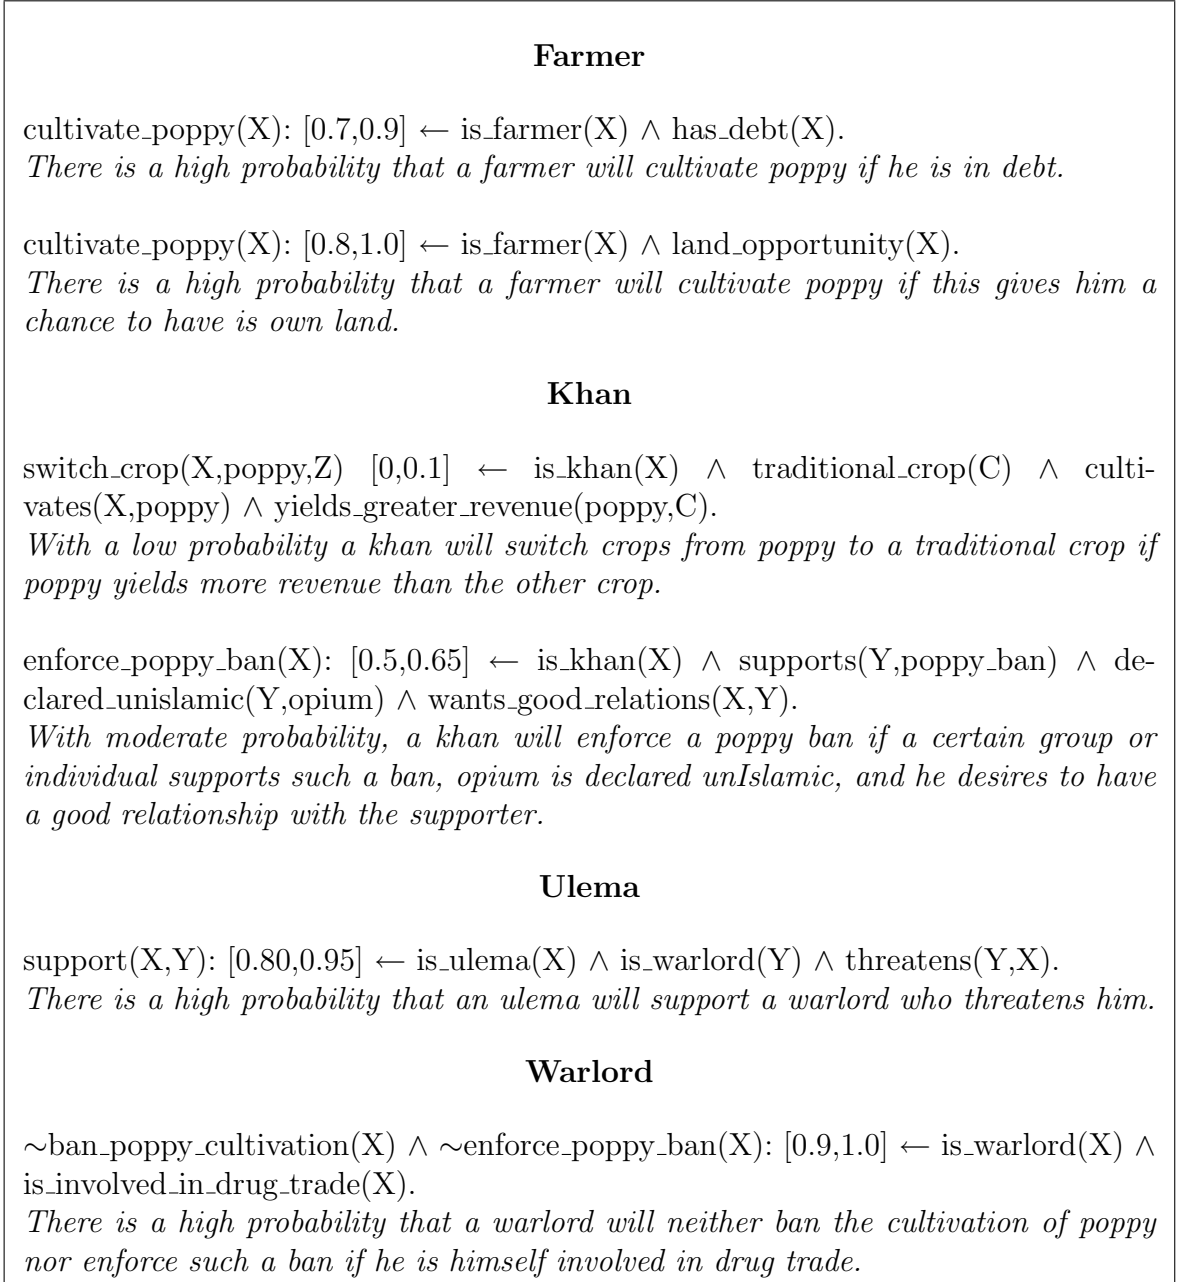 Farmer
cultivate_poppy(X): [0.7,0.9] ← is_farmer(X) ∧ has_debt(X).
There is a high probability that a farmer will cultivate poppy if he is in debt.
cultivate_poppy(X): [0.8,1.0] ← is_farmer(X) ∧ land_opportunity(X).
There is a high probability that a farmer will cultivate poppy if this gives him a
chance to have is own land.
Khan
switch_crop(X,poppy,Z) [0,0.1] ← is_khan(X) ∧ traditional_crop(C) ∧ culti-
vates(X,poppy) ∧ yields_greater_revenue(poppy,C).
With a low probability a khan will switch crops from poppy to a traditional crop if
poppy yields more revenue than the other crop.
enforce_poppy_ban(X): [0.5,0.65] ← is_khan(X) ∧ supports(Y,poppy_ban) ∧ de-
clared_unislamic(Y,opium) ∧ wants_good_relations(X,Y).
With moderate probability, a khan will enforce a poppy ban if a certain group or
individual supports such a ban, opium is declared unIslamic, and he desires to have
a good relationship with the supporter.
Ulema
support(X,Y): [0.80,0.95] ← is_ulema(X) ∧ is_warlord(Y) ∧ threatens(Y,X).
There is a high probability that an ulema will support a warlord who threatens him.
Warlord
∼ban_poppy_cultivation(X) ∧ ∼enforce_poppy_ban(X): [0.9,1.0] ← is_warlord(X) ∧
is_involved_in_drug_trade(X).
There is a high probability that a warlord will neither ban the cultivation of poppy
nor enforce such a ban if he is himself involved in drug trade.